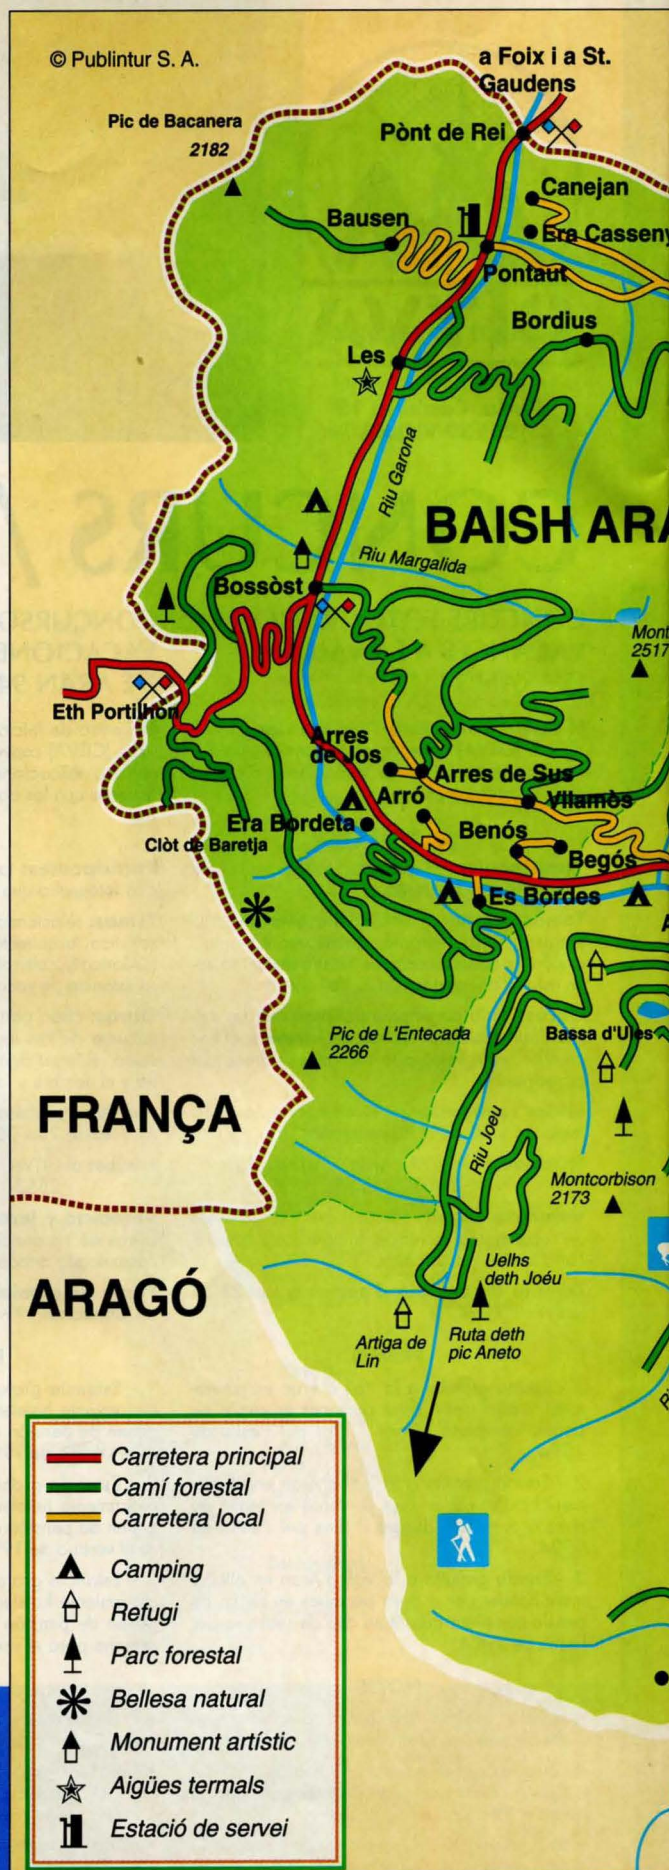 © Publintur S. A.
a Foix i a St.
Gaudens
Pic de Bacanera
2182
Pònt de Rei
Canejan
Bausen
Era Casseny
Pontaut
Bordius
Les
Riu Garona
BAISH ARA
Riu Margalida
Bossòst
Mont
2517
Eth Portilhon
Arres
de Jos
Arres de Sus
Arró
Vilamòs
Era Bordeta
Benós
Clòt de Baretja
Begós
Es Bòrdes
Pic de L'Entecada
2266
Bassa d'Ules
FRANÇA
Riu Joeu
Montcorbison
2173
Uelhs
deth Joéu
ARAGÓ
Artiga de
Lin
Ruta deth
pic Aneto
Carretera principal
Camí forestal
Carretera local
Camping
Refugi
Parc forestal
Bellesa natural
Monument artístic
Aigües termals
Estació de servei